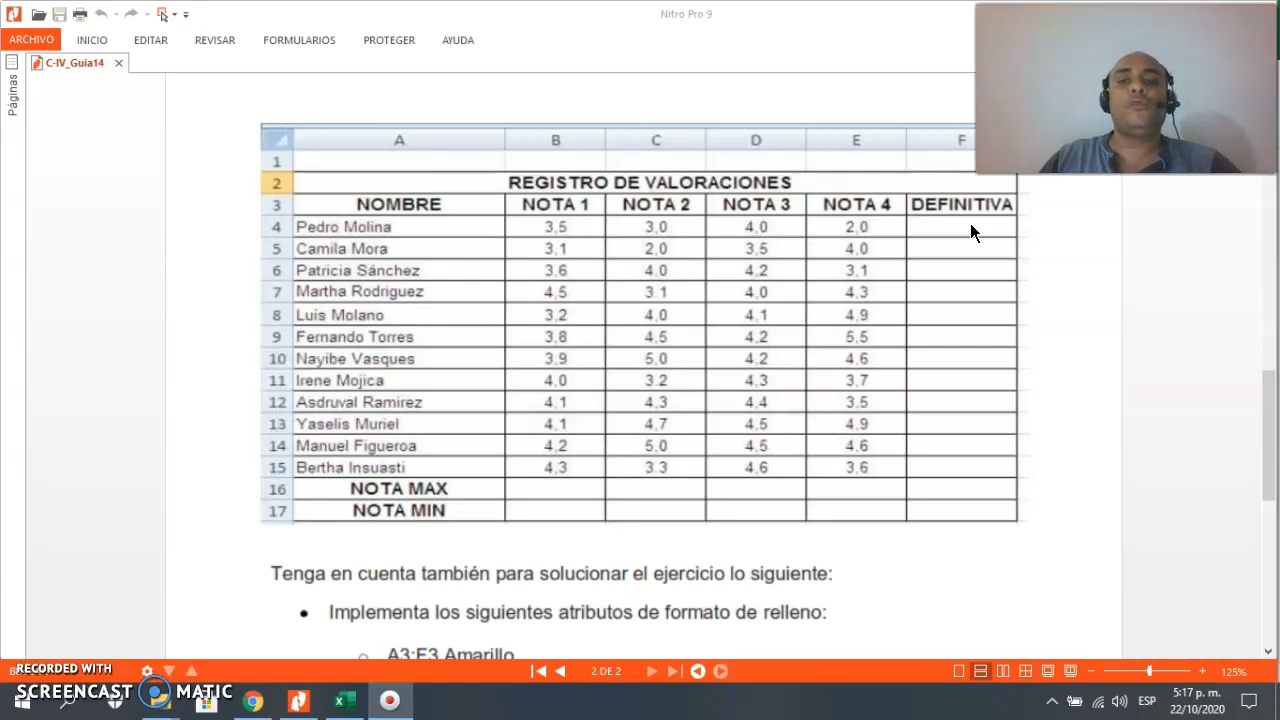 Nitro Pro 9
ARCHIVO INICIO EDITAR REVISAR FORMULARIOS PROTEGER AYUDA
C-IV_Guia14
Páginas
A B C D E F
1
2 REGISTRO DE VALORACIONES
3 NOMBRE NOTA 1 NOTA 2 NOTA 3 NOTA 4 DEFINITIVA
4 Pedro Molina 3,5 3,0 4,0 2,0
5 Camila Mora 3,1 2,0 3,5 4,0
6 Patricia Sánchez 3,6 4,0 4,2 3,1
7 Martha Rodriguez 4,5 3.1 4,0 4,3
8 Luis Molano 3,2 4,0 4,1 4,9
9 Fernando Torres 3,8 4,5 4,2 5,5
10 Nayibe Vasques 3,9 5,0 4,2 4,6
11 Irene Mojica 4,0 3.2 4,3 3,7
12 Asdruval Ramirez 4,1 4,3 4,4 3,5
13 Yaselis Muriel 4,1 4,7 4,5 4,9
14 Manuel Figueroa 4,2 5,0 4,5 4,6
15 Bertha Insuasti 4,3 3.3 4,6 3,6
16 NOTA MAX
17 NOTA MIN
Tenga en cuenta también para solucionar el ejercicio lo siguiente:
• Implementa los siguientes atributos de formato de relleno:
o A3:F3 Amarillo
2 DE 2 125%
RECORDED WITH
SCREENCAST MATIC
ESP
5:17 p. m.
22/10/2020